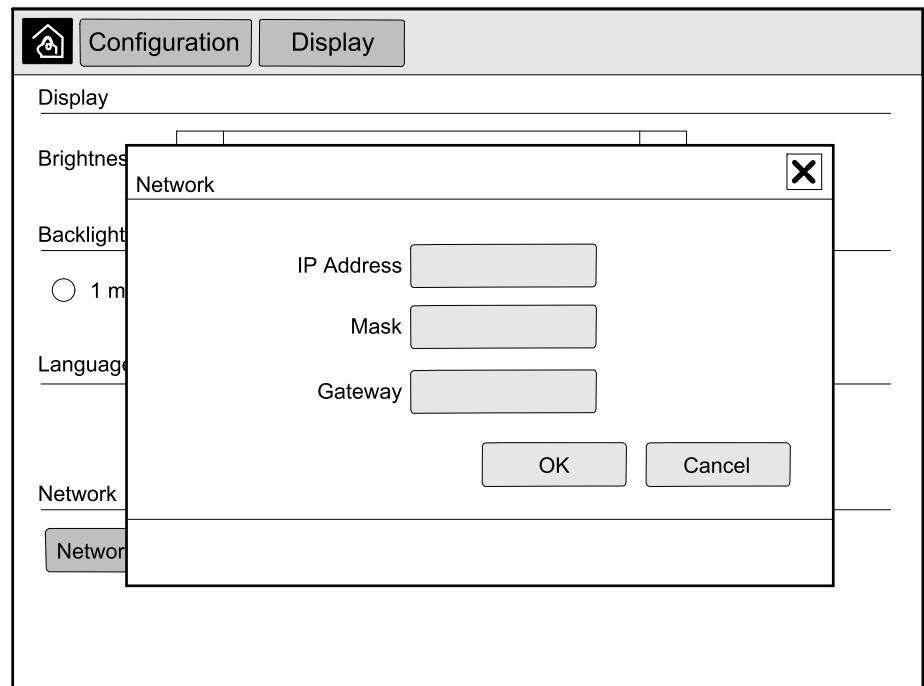 Configuration Display
Display
Brightnes
Network
Backlight
IP Address
1 m
Mask
Language
Gateway
OK Cancel
Network
Networ